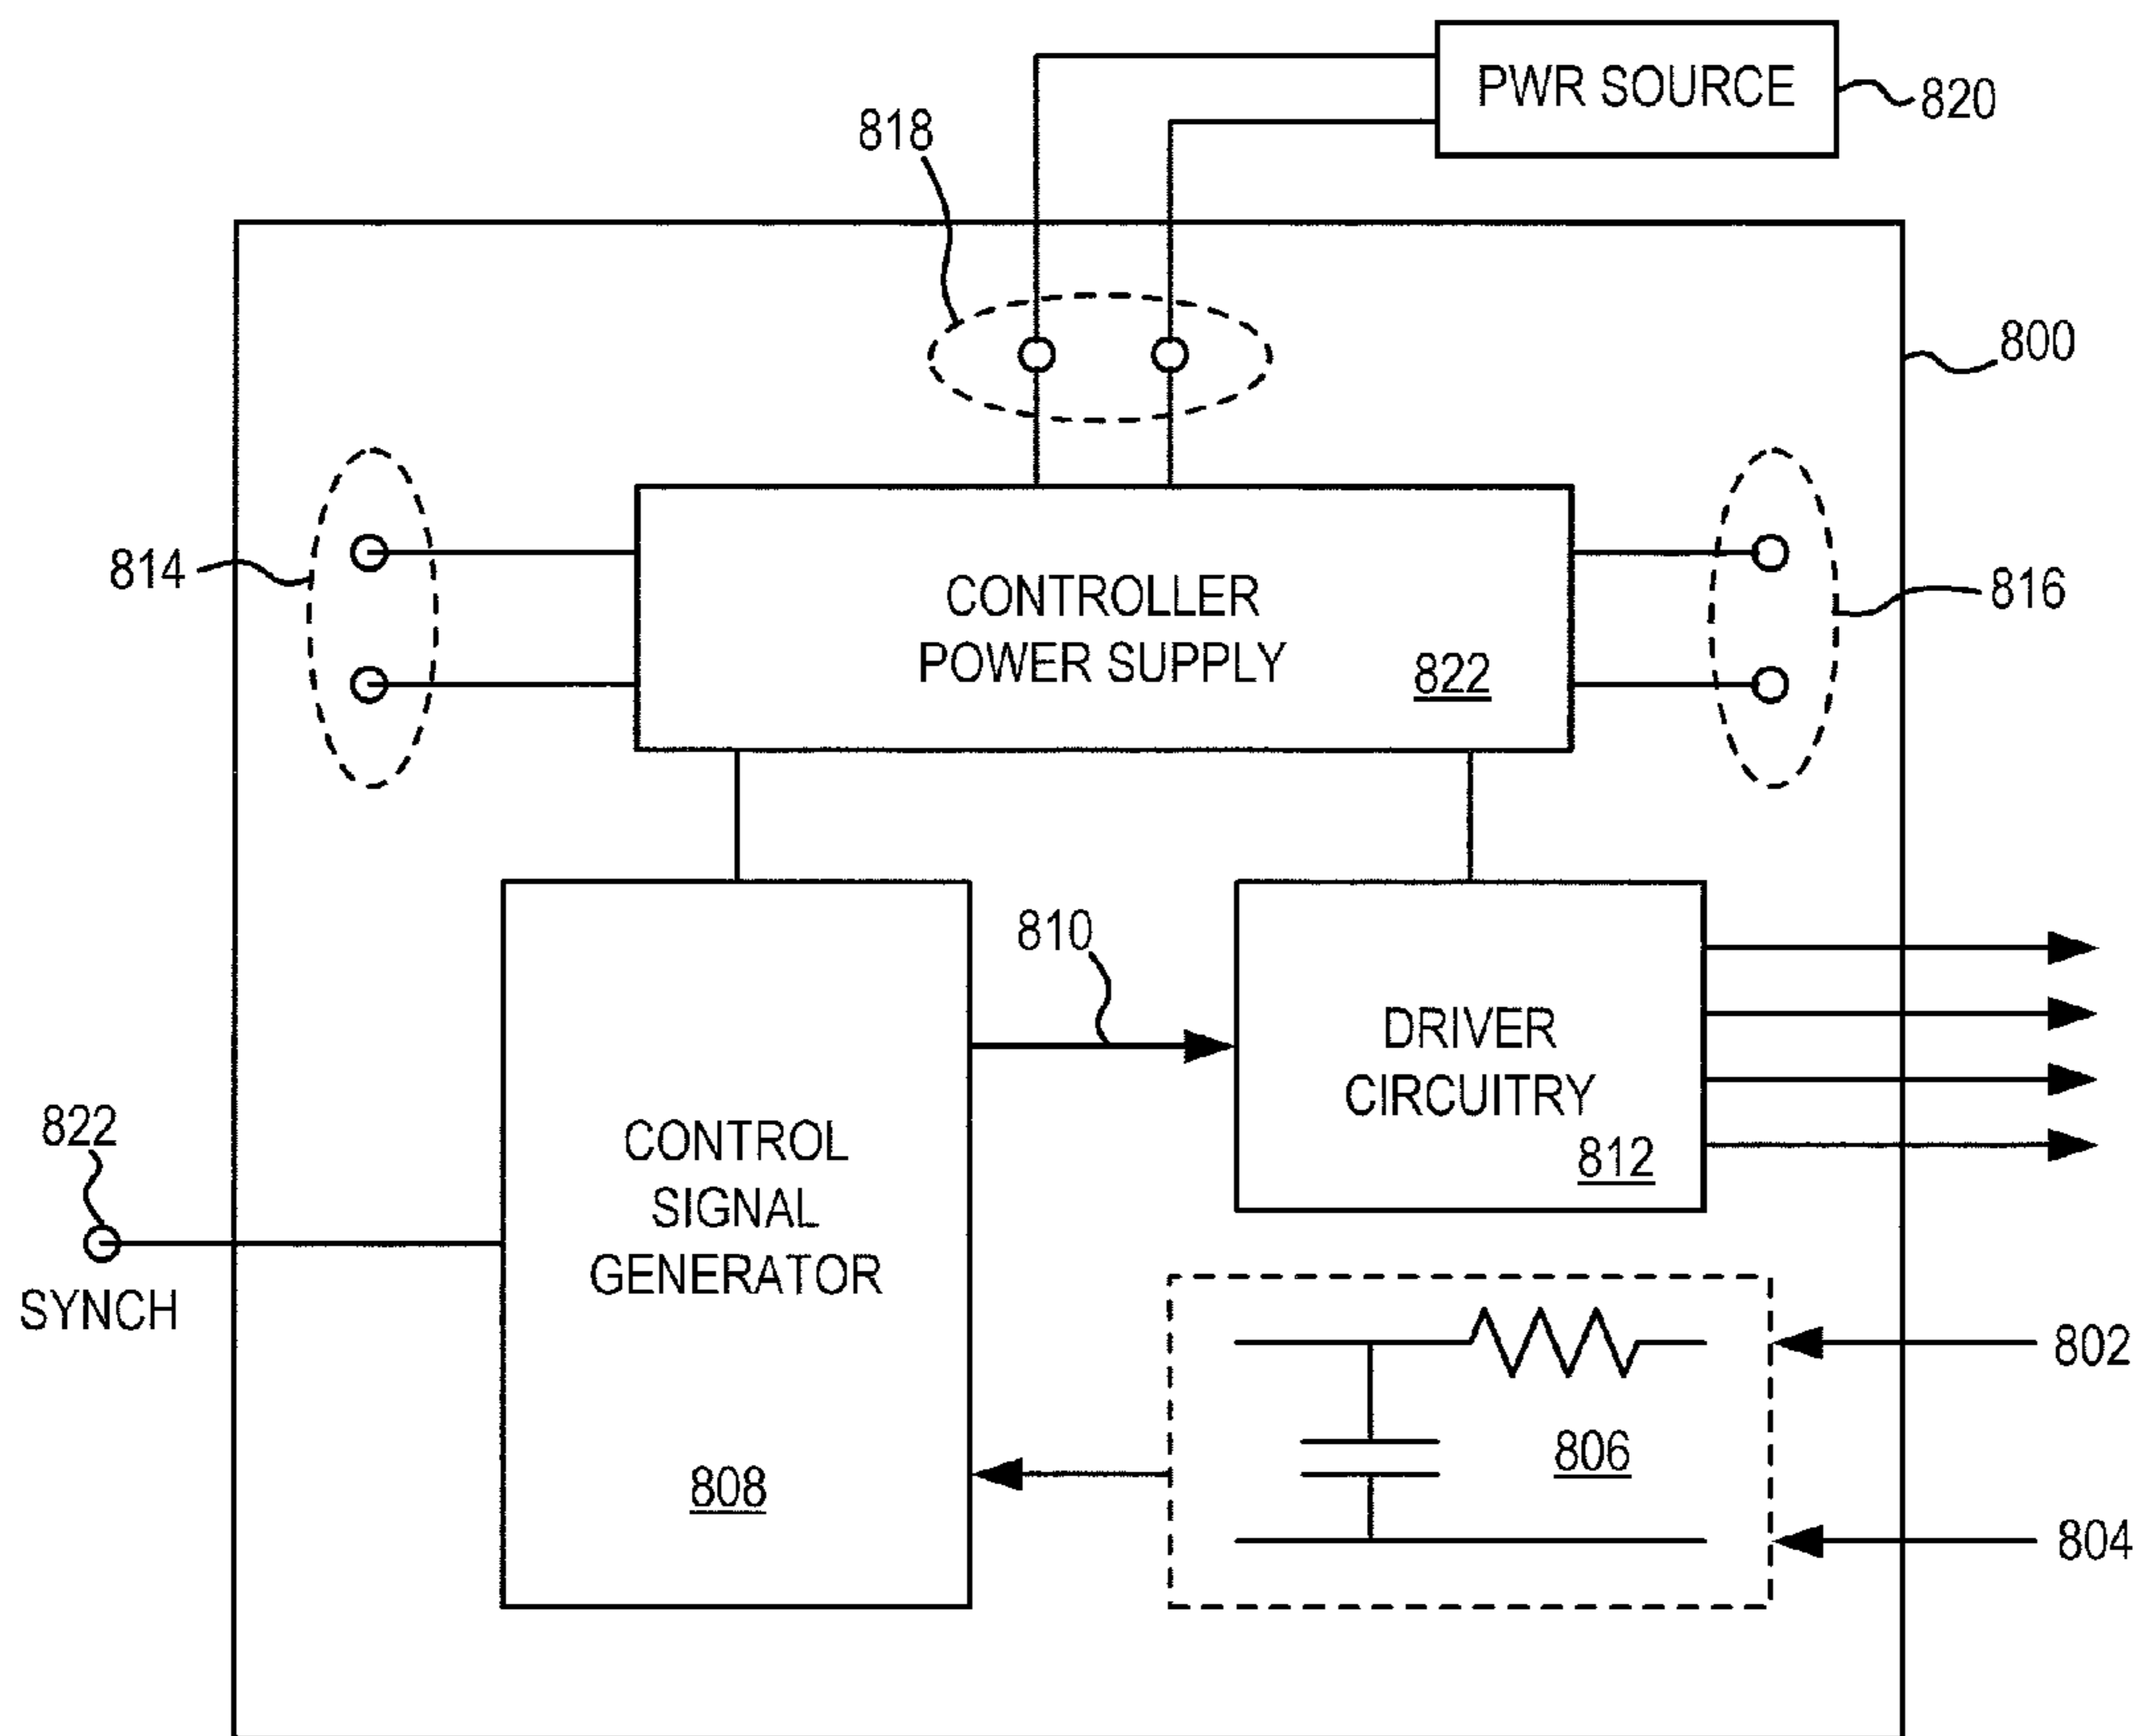 PWR SOURCE
820
818
800
814
CONTROLLER
POWER SUPPLY
822
816
810
DRIVER
CIRCUITRY
812
822
SYNCH
CONTROL
SIGNAL
GENERATOR
808
802
806
804